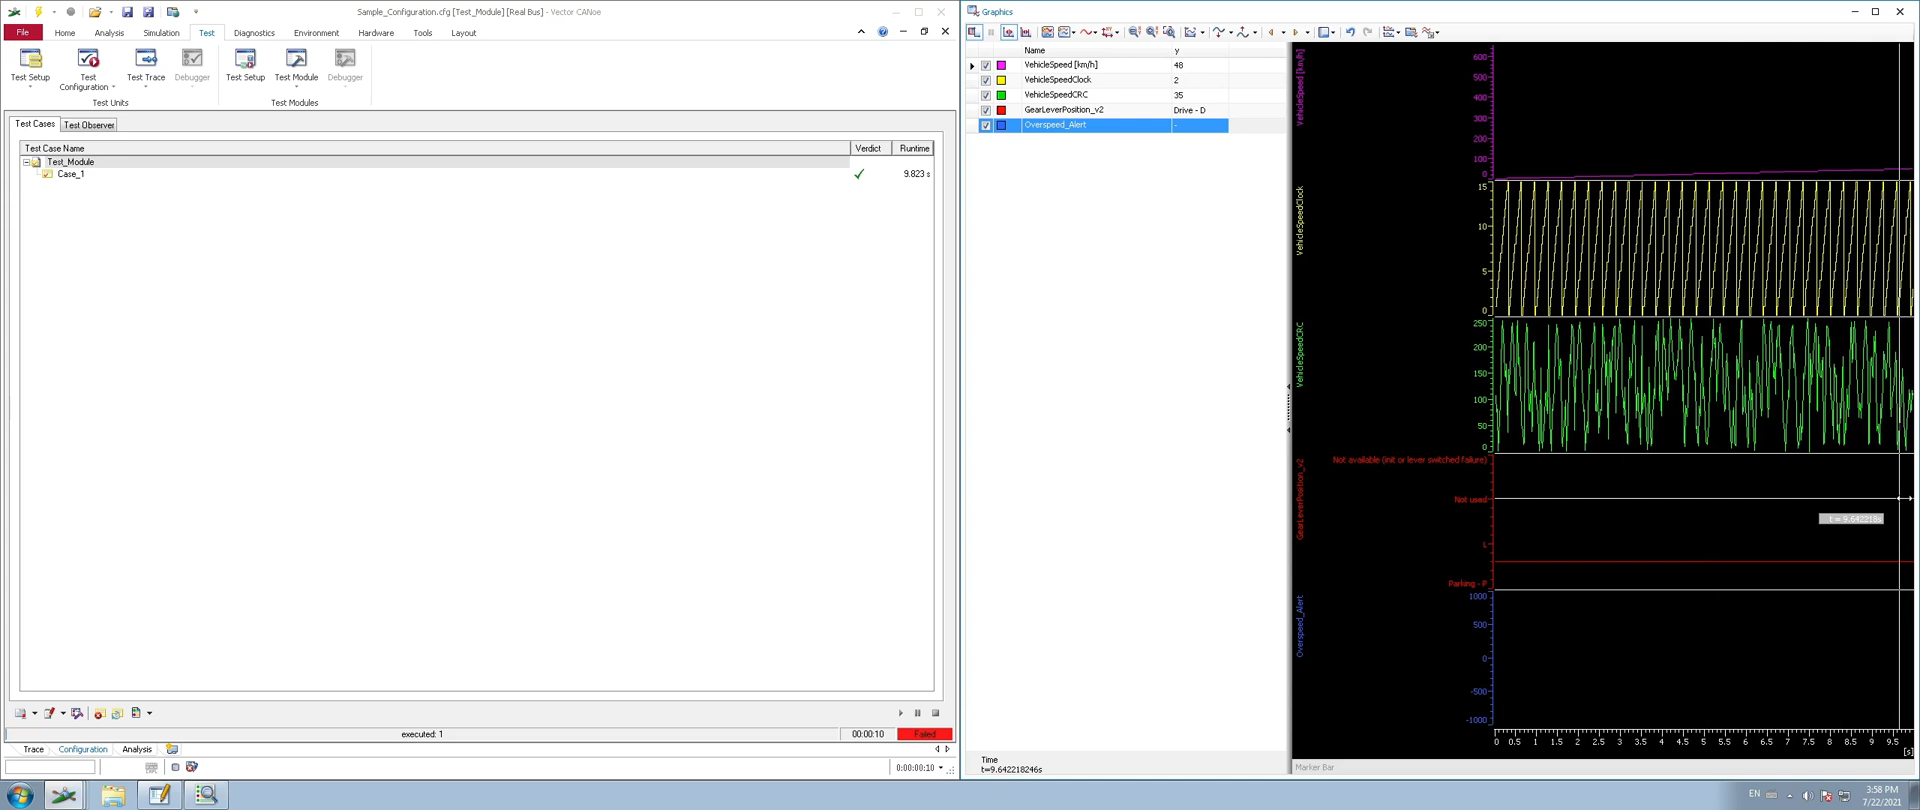 Sample_Configuration.cfg [Test_Module] [Real Bus] - Vector CANoe
File Home Analysis Simulation Test Diagnostics Environment Hardware Tools Layout
Test Setup Test Configuration Test Trace Debugger Test Setup Test Module Debugger
Test Units Test Modules
Test Cases Test Observer
Test Case Name Verdict Runtime
Test_Module
Case_1 9.823 s
executed: 1 00:00:10 Failed
Trace Configuration Analysis
0:00:00:10
Graphics
Name y
VehicleSpeed [km/h] 48
VehicleSpeedClock 2
VehicleSpeedCRC 35
GearLeverPosition_v2 Drive - D
Overspeed_Alert -
Time
t=9.642218246s
VehicleSpeed [km/h]
600
500
400
300
200
100
0
VehicleSpeedClock
15
10
5
0
VehicleSpeedCRC
250
200
150
100
50
0
GearLeverPosition_v2
Not available (init or lever switched failure)
Not used
L
Parking - P
t = 9.642218s
Overspeed_Alert
1000
500
0
-500
-1000
0 0.5 1 1.5 2 2.5 3 3.5 4 4.5 5 5.5 6 6.5 7 7.5 8 8.5 9 9.5
[s]
Marker Bar
EN
3:58 PM
7/22/2021